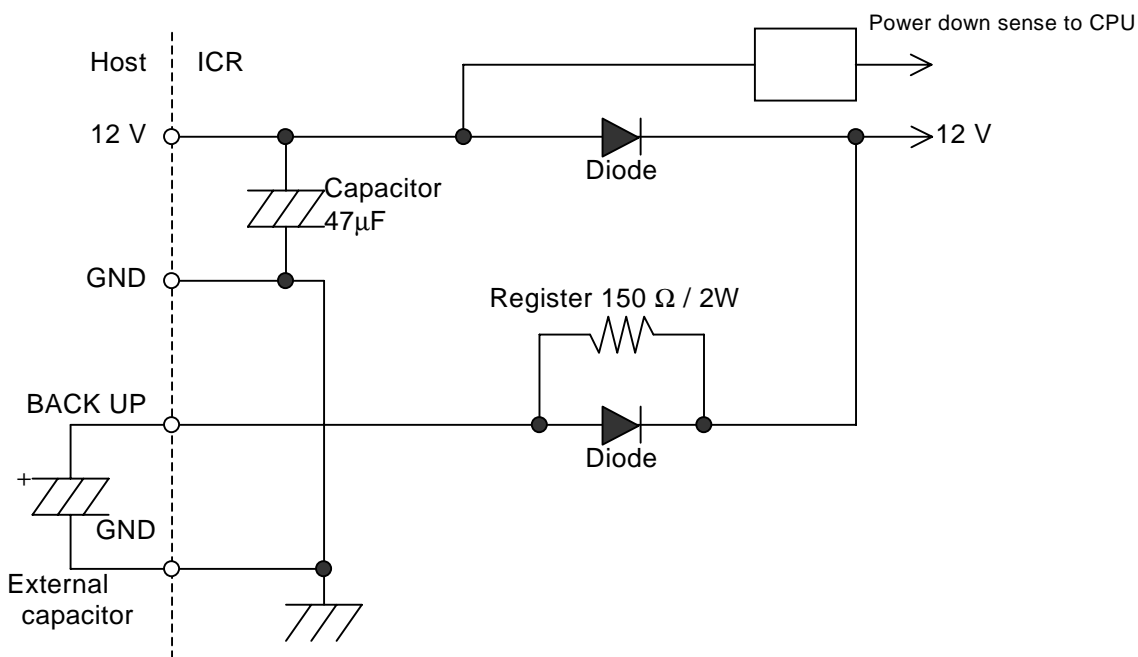 Power down sense to CPU
Host
ICR
12 V
12 V
Diode
Capacitor
47μF
GND
Register 150 Ω / 2W
BACK UP
Diode
+
GND
External
capacitor